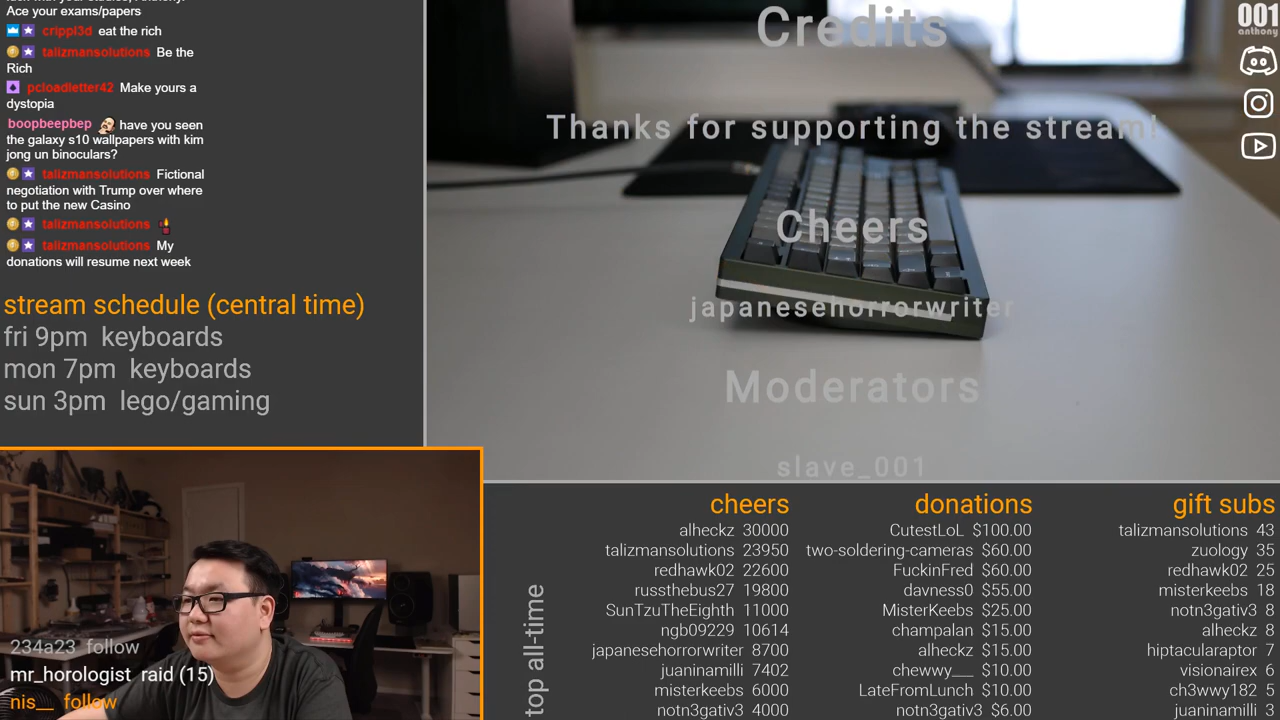 Ace your exams/papers
crippl3d eat the rich
talizmansolutions Be the
Rich
pcloadletter42 Make yours a
dystopia
boopbeepbep have you seen
the galaxy s10 wallpapers with kim
jong un binoculars?
talizmansolutions Fictional
negotiation with Trump over where
to put the new Casino
talizmansolutions
talizmansolutions My
donations will resume next week
stream schedule (central time)
fri 9pm keyboards
mon 7pm keyboards
sun 3pm lego/gaming
Credits
Thanks for supporting the stream!
Cheers
japanesehorrorwriter
Moderators
slave_001
001
anthony
234a23 follow
mr_horologist raid (15)
nis__ follow
top all-time
cheers
alheckz 30000
talizmansolutions 23950
redhawk02 22600
russthebus27 19800
SunTzuTheEighth 11000
ngb09229 10614
japanesehorrorwriter 8700
juaninamilli 7402
misterkeebs 6000
notn3gativ3 4000
donations
CutestLoL $100.00
two-soldering-cameras $60.00
FuckinFred $60.00
davness0 $55.00
MisterKeebs $25.00
champalan $15.00
alheckz $15.00
chewwy__ $10.00
LateFromLunch $10.00
notn3gativ3 $6.00
gift subs
talizmansolutions 43
zuology 35
redhawk02 25
misterkeebs 18
notn3gativ3 8
alheckz 8
hiptacularaptor 7
visionairex 6
ch3wwy182 5
juaninamilli 3